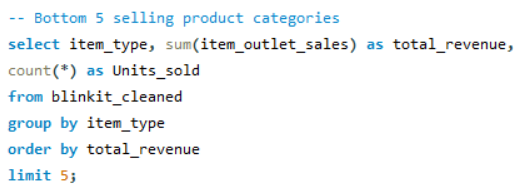 -- Bottom 5 selling product categories
select item_type, sum(item_outlet_sales) as total_revenue,
count(*) as Units_sold
from blinkit_cleaned
group by item_type
order by total_revenue
limit 5;